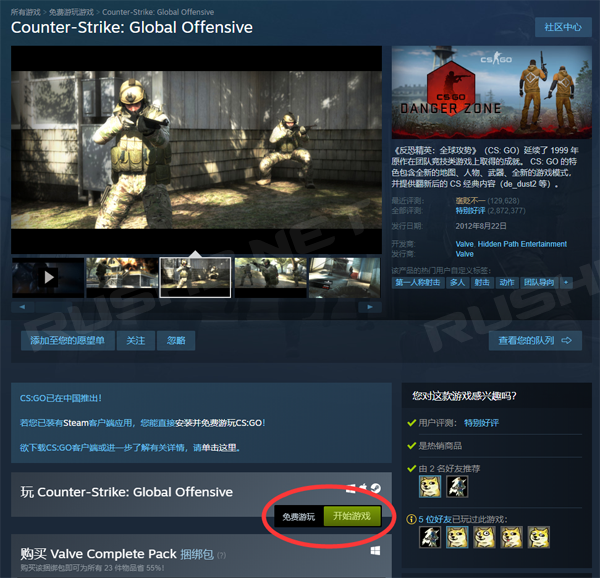 所有游戏 > 免费游玩游戏 > Counter-Strike: Global Offensive
Counter-Strike: Global Offensive
社区中心
CS GO
CS:GO
DANGER ZONE
《反恐精英：全球攻势》（CS: GO）延续了 1999 年
原作在团队竞技类游戏上取得的成就。 CS: GO 的特
色包含全新的地图、人物、武器、全新的游戏模式，
并提供翻新后的 CS 经典内容（de_dust2 等）。
最近评测： 褒贬不一 (129,628)
全部评测： 特别好评 (2,872,377)
发行日期： 2012年8月22日
开发商： Valve, Hidden Path Entertainment
发行商： Valve
该产品的热门用户自定义标签：
第一人称射击 多人 射击 动作 团队导向 +
添加至您的愿望单 关注 忽略 查看您的队列
CS:GO已在中国推出！
若您已装有Steam客户端应用，您能直接安装并免费游玩CS:GO！
欲下载CS:GO客户端或进一步了解有关详情，请单击这里。
您对这款游戏感兴趣吗？
用户评测： 特别好评
是热销商品
由 2 名好友推荐
5 位好友已玩过此游戏：
玩 Counter-Strike: Global Offensive
免费游玩 开始游戏
购买 Valve Complete Pack 捆绑包 (?)
购买该捆绑包即可为所有 23 件物品省 55%！